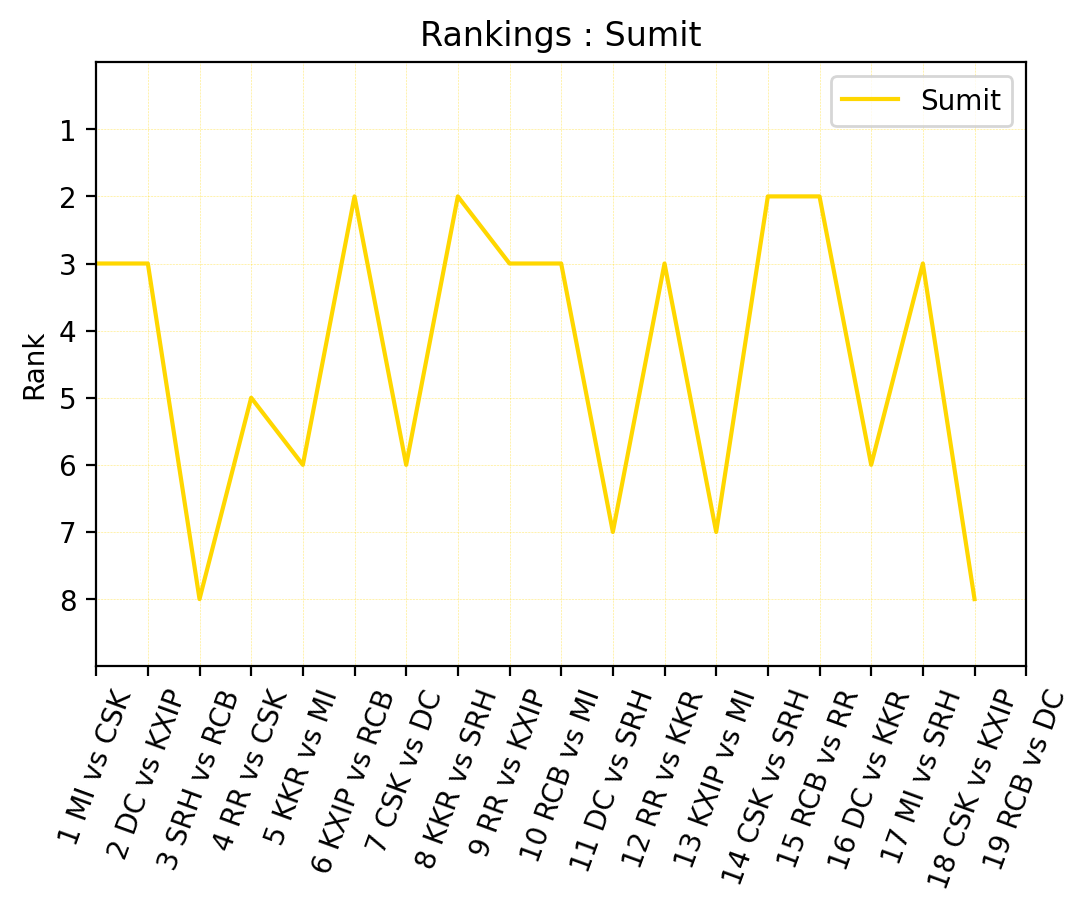 Rankings : Sumit
Sumit
Rank
1
2
3
4
5
6
7
8
1 MI vs CSK
2 DC vs KXIP
3 SRH vs RCB
4 RR vs CSK
5 KKR vs MI
6 KXIP vs RCB
7 CSK vs DC
8 KKR vs SRH
9 RR vs KXIP
10 RCB vs MI
11 DC vs SRH
12 RR vs KKR
13 KXIP vs MI
14 CSK vs SRH
15 RCB vs RR
16 DC vs KKR
17 MI vs SRH
18 CSK vs KXIP
19 RCB vs DC